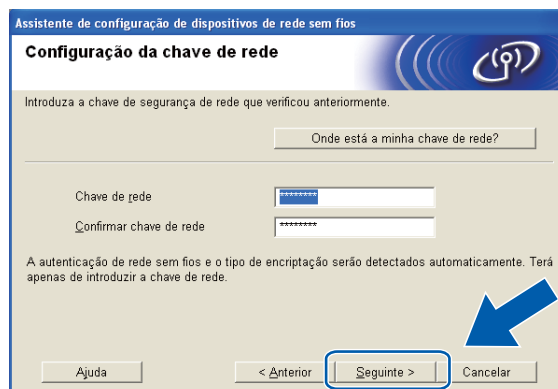 Assistente de configuração de dispositivos de rede sem fios
Configuração da chave de rede
Introduza a chave de segurança de rede que verificou anteriormente.
Onde está a minha chave de rede?
Chave de rede
********
Confirmar chave de rede
********
A autenticação de rede sem fios e o tipo de encriptação serão detectados automaticamente. Terá
apenas de introduzir a chave de rede.
Ajuda
< Anterior
Seguinte >
Cancelar